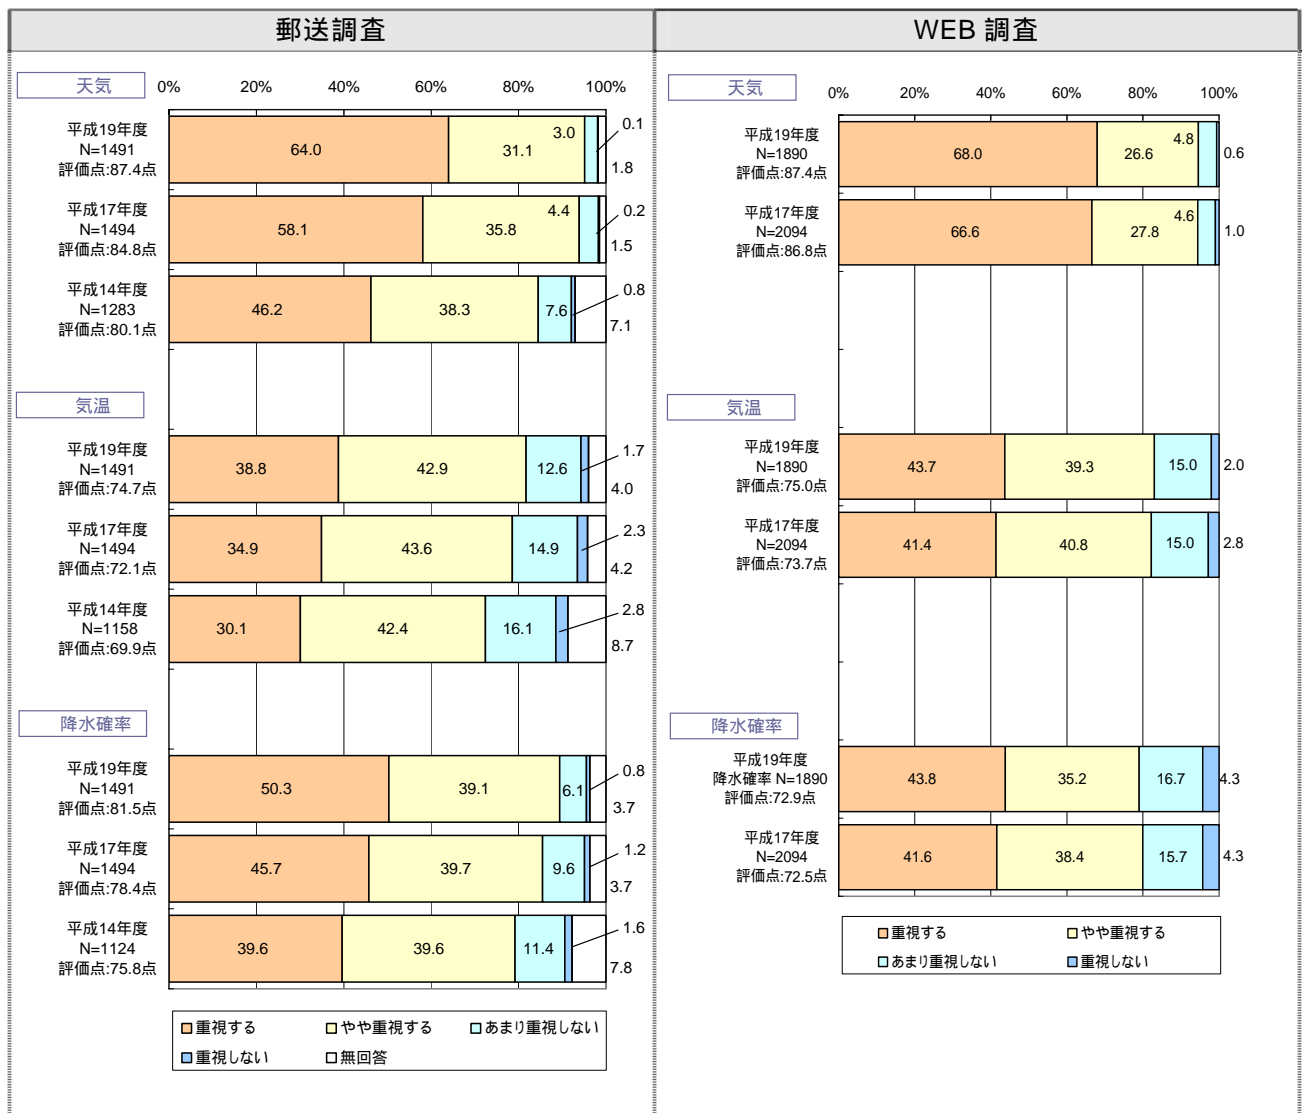 郵送調査
天気
0% 20% 40% 60% 80% 100%
平成19年度
N=1491
評価点:87.4点
64.0 31.1 3.0 0.1 1.8
平成17年度
N=1494
評価点:84.8点
58.1 35.8 4.4 0.2 1.5
平成14年度
N=1283
評価点:80.1点
46.2 38.3 7.6 0.8 7.1
気温
平成19年度
N=1491
評価点:74.7点
38.8 42.9 12.6 1.7 4.0
平成17年度
N=1494
評価点:72.1点
34.9 43.6 14.9 2.3 4.2
平成14年度
N=1158
評価点:69.9点
30.1 42.4 16.1 2.8 8.7
降水確率
平成19年度
N=1491
評価点:81.5点
50.3 39.1 6.1 0.8 3.7
平成17年度
N=1494
評価点:78.4点
45.7 39.7 9.6 1.2 3.7
平成14年度
N=1124
評価点:75.8点
39.6 39.6 11.4 1.6 7.8
重視する やや重視する あまり重視しない
重視しない 無回答
WEB 調査
天気
0% 20% 40% 60% 80% 100%
平成19年度
N=1890
評価点:87.4点
68.0 26.6 4.8 0.6
平成17年度
N=2094
評価点:86.8点
66.6 27.8 4.6 1.0
気温
平成19年度
N=1890
評価点:75.0点
43.7 39.3 15.0 2.0
平成17年度
N=2094
評価点:73.7点
41.4 40.8 15.0 2.8
降水確率
平成19年度
降水確率 N=1890
評価点:72.9点
43.8 35.2 16.7 4.3
平成17年度
N=2094
評価点:72.5点
41.6 38.4 15.7 4.3
重視する やや重視する
あまり重視しない 重視しない